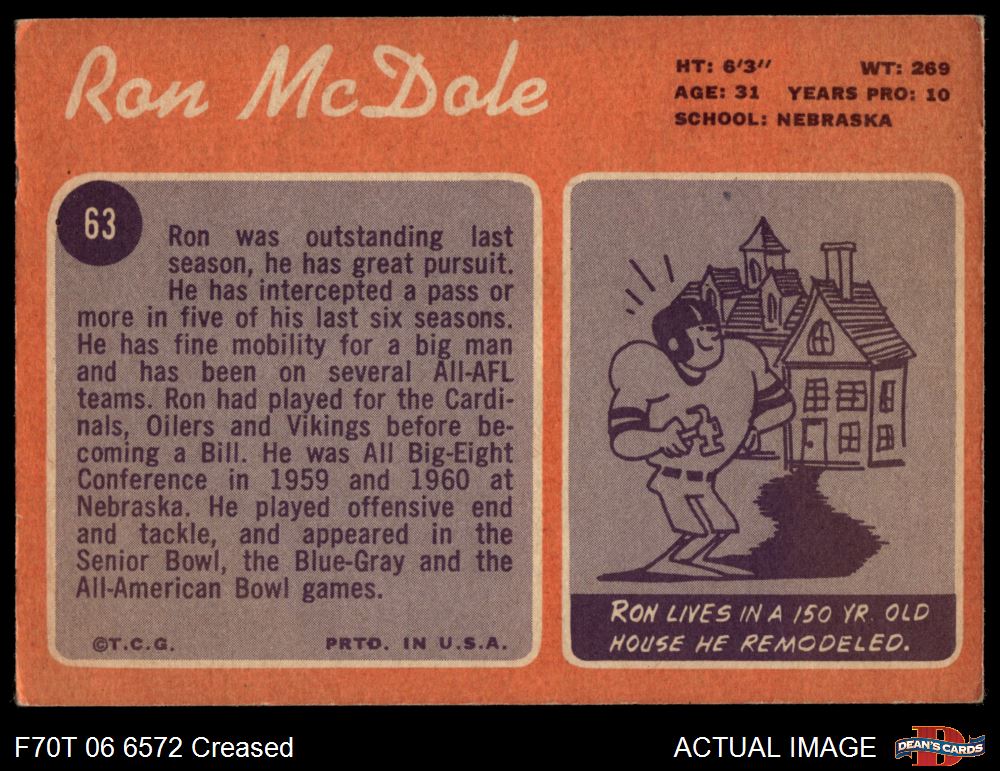 Ron McDole
HT: 6'3" WT: 269
AGE: 31 YEARS PRO: 10
SCHOOL: NEBRASKA
63
Ron was outstanding last
season, he has great pursuit.
He has intercepted a pass or
more in five of his last six seasons.
He has fine mobility for a big man
and has been on several All-AFL
teams. Ron had played for the Cardi-
nals, Oilers and Vikings before be-
coming a Bill. He was All Big-Eight
Conference in 1959 and 1960 at
Nebraska. He played offensive end
and tackle, and appeared in the
Senior Bowl, the Blue-Gray and the
All-American Bowl games.
©T.C.G. PRTD. IN U.S.A.
RON LIVES IN A 150 YR. OLD
HOUSE HE REMODELED.
F70T 06 6572 Creased
ACTUAL IMAGE
DEAN'S CARDS